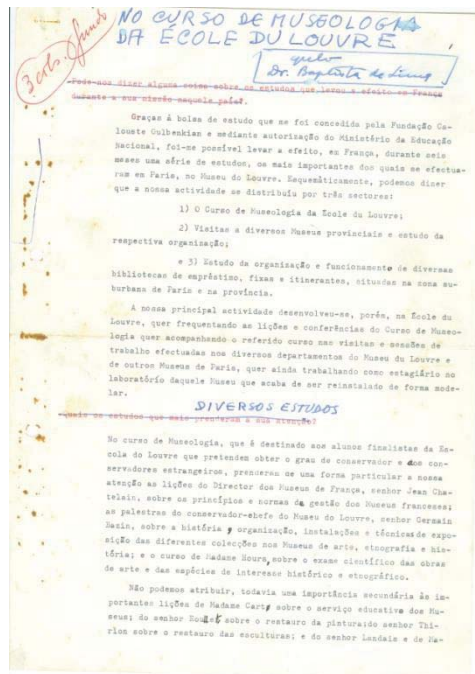 NO CURSO DE MUSEOLOGIA
DA ÉCOLE DU LOUVRE
pelo
Dr. Baptista de Lima
3 cols.
Pode-nos dizer alguma coisa sobre os estudos que levou a efeito em França
durante a sua missão naquele país?
Graças à bolsa de estudo que me foi concedida pela Fundação Ca-
louste Gulbenkian e mediante autorização do Ministério da Educação
Nacional, foi-me possível levar a efeito, em França, durante seis
meses uma série de estudos, os mais importantes dos quais se efectua-
ram em Paris, no Museu do Louvre. Esquemàticamente, podemos dizer
que a nossa actividade se distribuiu por três sectores:
1) O Curso de Museologia da École du Louvre;
2) Visitas a diversos Museus provinciais e estudo da
respectiva organização;
e 3) Estudo da organização e funcionamento de diversas
bibliotecas de empréstimo, fixas e itinerantes, situadas na zona su-
burbana de Paris e na província.
A nossa principal actividade desenvolveu-se, porém, na École du
Louvre, quer frequentando as lições e conferências do Curso de Museo-
logia quer acompanhando o referido curso nas visitas e sessões de
trabalho efectuadas nos diversos departamentos do Museu do Louvre e
de outros Museus de Paris, quer ainda trabalhando como estagiário no
laboratório daquele Museu que acaba de ser reinstalado de forma mode-
lar.
DIVERSOS ESTUDOS
Quais os estudos que mais prenderam a sua atenção?
No curso de Museologia, que é destinado aos alunos finalistas da Es-
cola do Louvre que pretendem obter o grau de conservador e dos con-
servadores estrangeiros, prenderam de uma forma particular a nossa
atenção as lições do Director dos Museus de França, senhor Jean Cha-
telain, sobre os princípios e normas da gestão dos Museus franceses;
as palestras do conservador-chefe do Museu do Louvre, senhor Germain
Bazin, sobre a história, organização, instalações e técnicas de expo-
sição das diferentes colecções nos Museus de arte, etnografia e his-
tória; e o curso de Madame Hours, sobre o exame científico das obras
de arte e das espécies de interesse histórico e etnográfico.
Não podemos atribuir, todavia uma importância secundária às im-
portantes lições de Madame Cart, sobre o serviço educativo dos Mu-
seus; do senhor sobre o restauro da pintura; do senhor Thi-
rion sobre o restauro das esculturas; e do senhor Landais e de Ma-